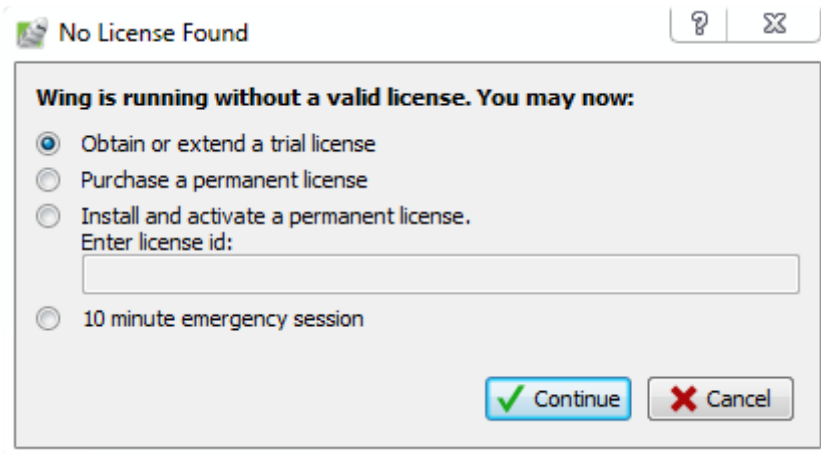 No License Found
Wing is running without a valid license. You may now:
Obtain or extend a trial license
Purchase a permanent license
Install and activate a permanent license.
Enter license id:
10 minute emergency session
Continue
Cancel